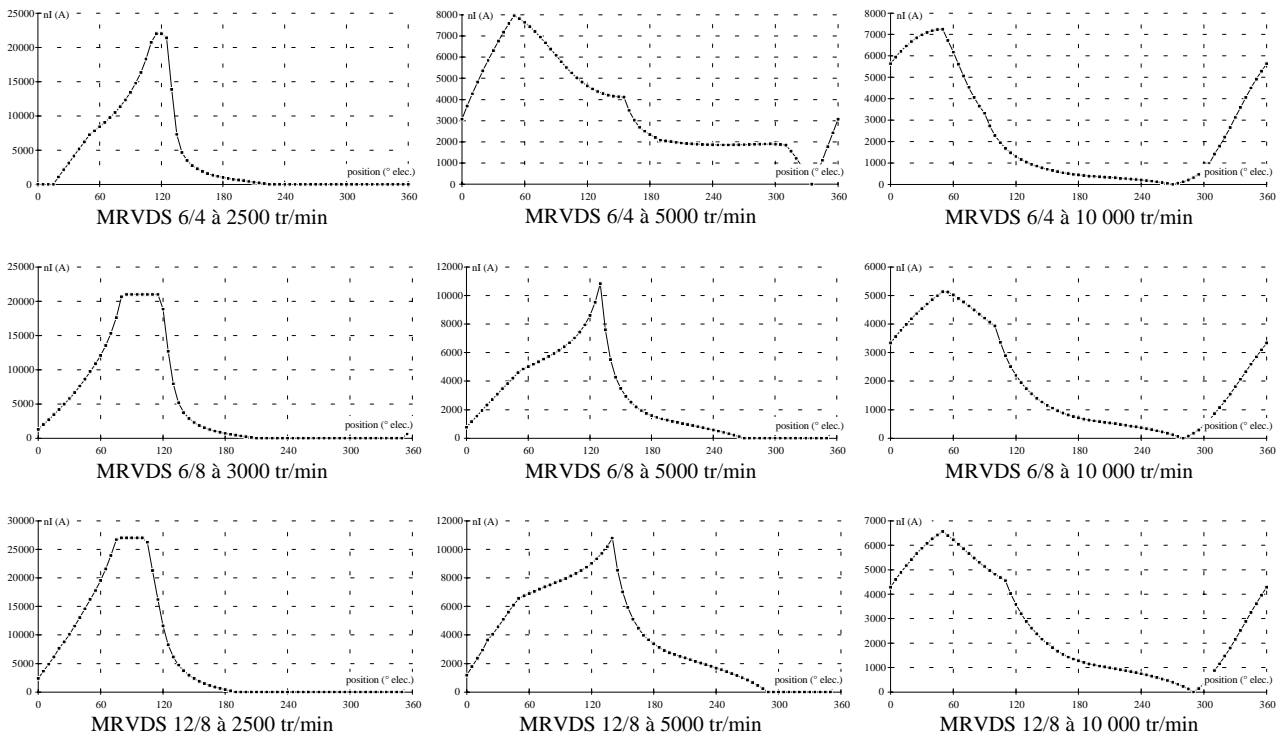 nI (A)
25000
20000
15000
10000
5000
0
position (° elec.)
0 60 120 180 240 300 360
MRVDS 6/4 à 2500 tr/min
nI (A)
8000
7000
6000
5000
4000
3000
2000
1000
0
position (° elec.)
0 60 120 180 240 300 360
MRVDS 6/4 à 5000 tr/min
nI (A)
8000
7000
6000
5000
4000
3000
2000
1000
0
position (° elec.)
0 60 120 180 240 300 360
MRVDS 6/4 à 10 000 tr/min
nI (A)
25000
20000
15000
10000
5000
0
position (° elec.)
0 60 120 180 240 300 360
MRVDS 6/8 à 3000 tr/min
nI (A)
12000
10000
8000
6000
4000
2000
0
position (° elec.)
0 60 120 180 240 300 360
MRVDS 6/8 à 5000 tr/min
nI (A)
6000
5000
4000
3000
2000
1000
0
position (° elec.)
0 60 120 180 240 300 360
MRVDS 6/8 à 10 000 tr/min
nI (A)
30000
25000
20000
15000
10000
5000
0
position (° elec.)
0 60 120 180 240 300 360
MRVDS 12/8 à 2500 tr/min
nI (A)
12000
10000
8000
6000
4000
2000
0
position (° elec.)
0 60 120 180 240 300 360
MRVDS 12/8 à 5000 tr/min
nI (A)
7000
6000
5000
4000
3000
2000
1000
0
position (° elec.)
0 60 120 180 240 300 360
MRVDS 12/8 à 10 000 tr/min